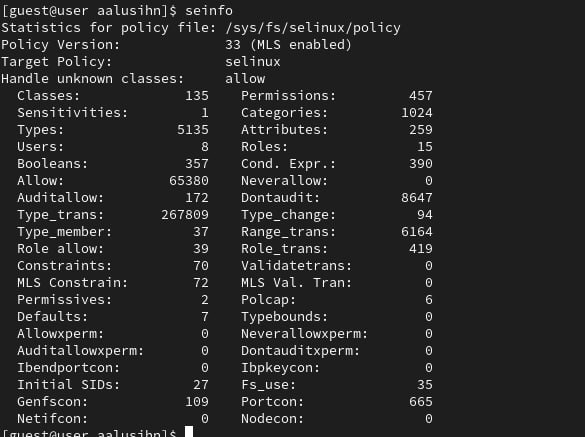 [guest@user aalusihn]$ seinfo
Statistics for policy file: /sys/fs/selinux/policy
Policy Version:             33 (MLS enabled)
Target Policy:              selinux
Handle unknown classes:     allow
  Classes:             135    Permissions:         457
  Sensitivities:         1    Categories:         1024
  Types:              5135    Attributes:          259
  Users:                 8    Roles:                15
  Booleans:            357    Cond. Expr.:         390
  Allow:             65380    Neverallow:            0
  Auditallow:          172    Dontaudit:          8647
  Type_trans:       267809    Type_change:          94
  Type_member:          37    Range_trans:        6164
  Role allow:           39    Role_trans:          419
  Constraints:          70    Validatetrans:         0
  MLS Constrain:        72    MLS Val. Tran:         0
  Permissives:           2    Polcap:                6
  Defaults:              7    Typebounds:            0
  Allowxperm:            0    Neverallowxperm:       0
  Auditallowxperm:       0    Dontauditxperm:        0
  Ibendportcon:          0    Ibpkeycon:             0
  Initial SIDs:         27    Fs_use:               35
  Genfscon:            109    Portcon:             665
  Netifcon:              0    Nodecon:               0
[guest@user aalusihn]$